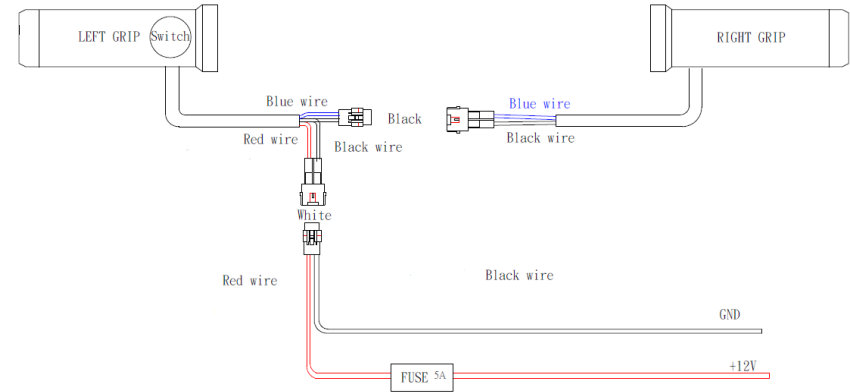 LEFT GRIP
Switch
RIGHT GRIP
Blue wire
Black
Blue wire
Red wire
Black wire
Black wire
White
Red wire
Black wire
GND
+12V
FUSE 5A